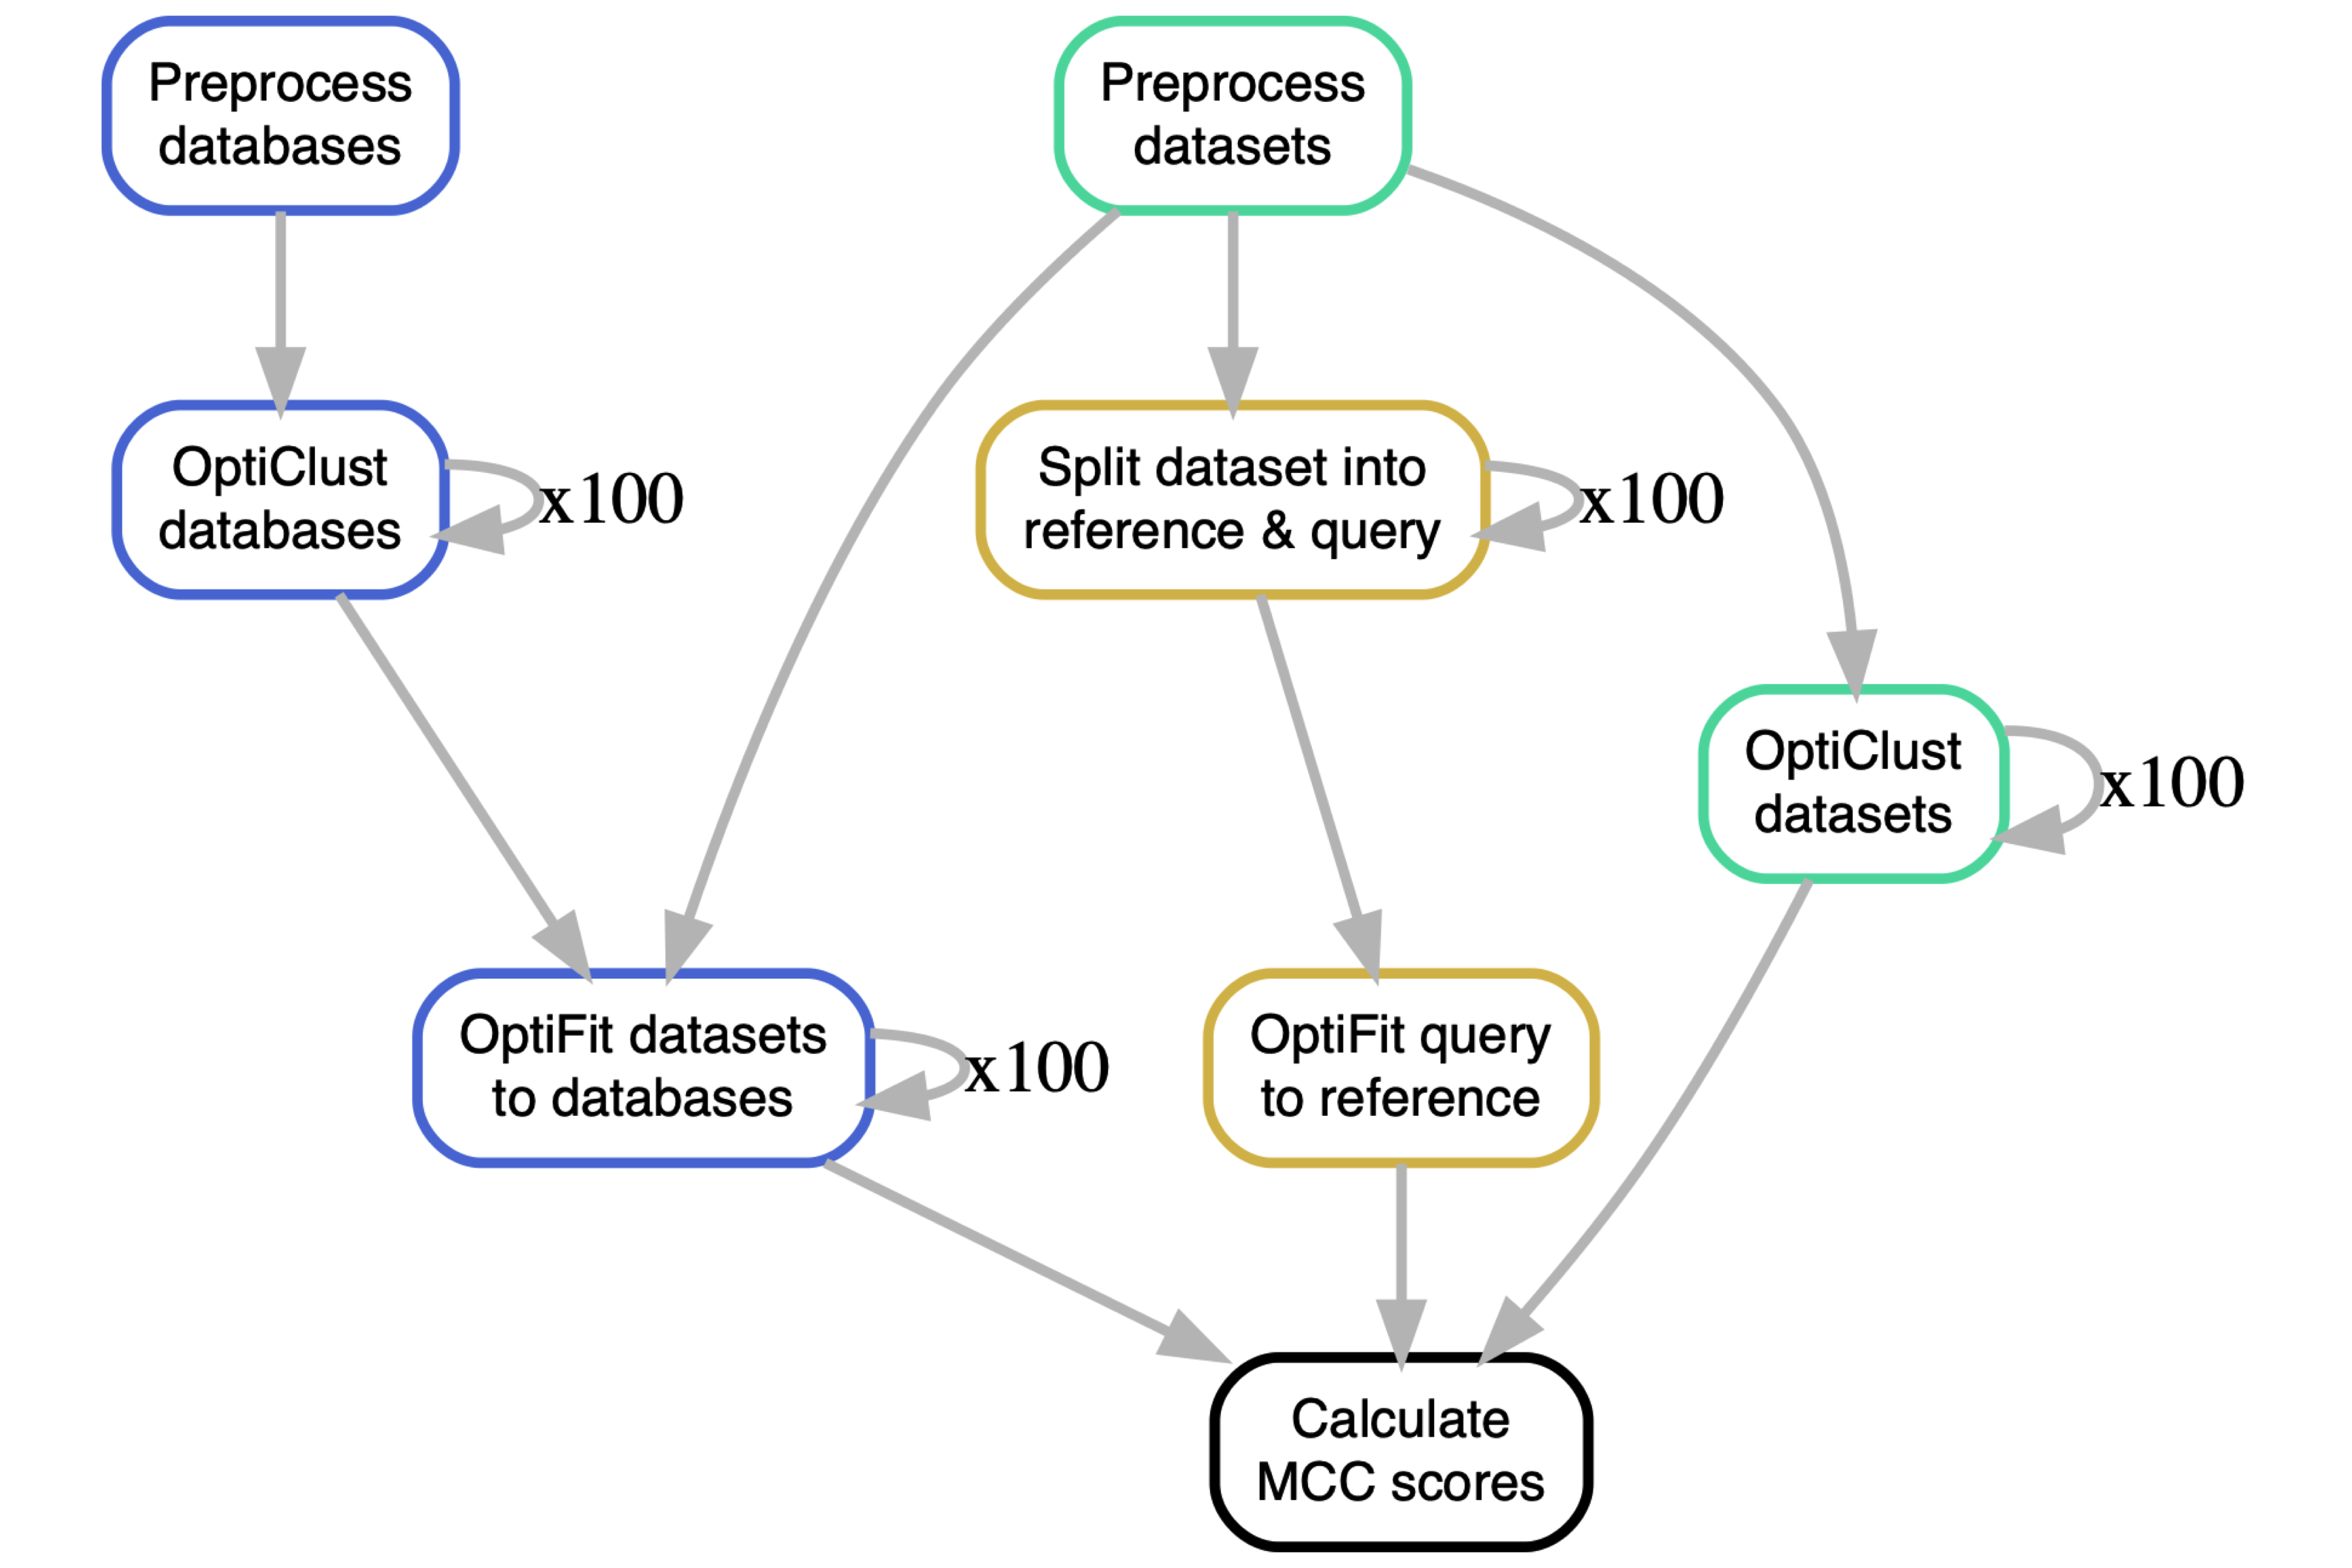 Preprocess
databases
Preprocess
datasets
OptiClust
databases
x100
Split dataset into
reference & query
x100
OptiClust
datasets
x100
OptiFit datasets
to databases
x100
OptiFit query
to reference
Calculate
MCC scores